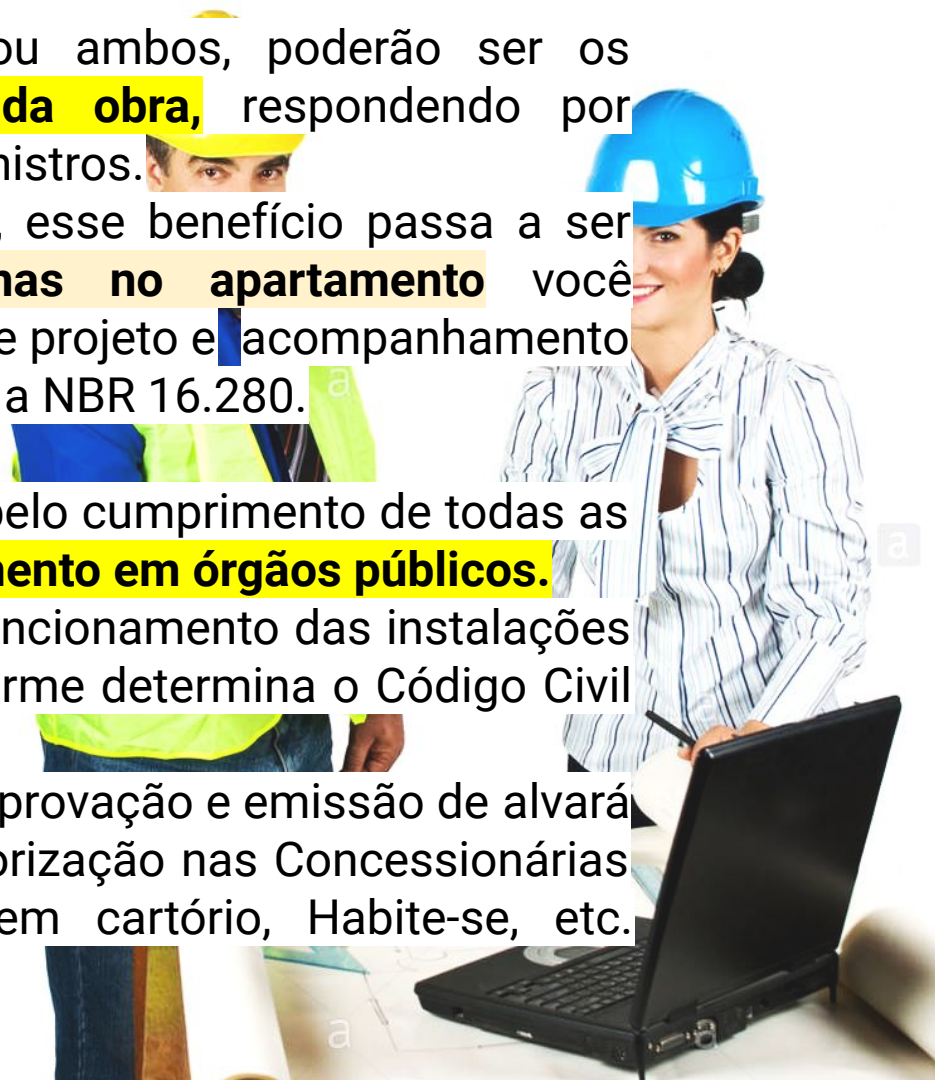 ou ambos, poderão ser os
da obra, respondendo por
nistros.
, esse benefício passa a ser
nas no apartamento você
e projeto e acompanhamento
a NBR 16.280.
a
pelo cumprimento de todas as
a
mento em órgãos públicos.
ncionamento das instalações
rme determina o Código Civil
provação e emissão de alvará
orização nas Concessionárias
em cartório, Habite-se, etc.
a